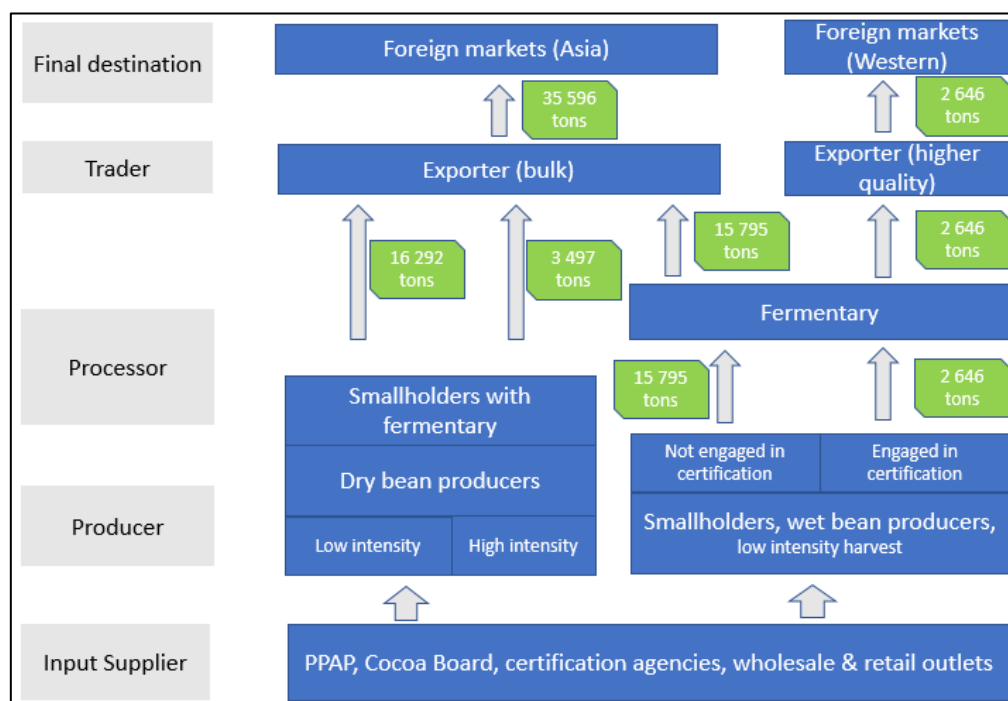 Final destination
Foreign markets (Asia)
Foreign markets
(Western)
35 596
tons
2 646
tons
Trader
Exporter (bulk)
Exporter (higher
quality)
16 292
tons
3 497
tons
15 795
tons
2 646
tons
Fermentary
Processor
15 795
tons
2 646
tons
Smallholders with
fermentary
Not engaged in
certification
Engaged in
certification
Producer
Dry bean producers
Low intensity
High intensity
Smallholders, wet bean producers,
low intensity harvest
Input Supplier
PPAP, Cocoa Board, certification agencies, wholesale & retail outlets